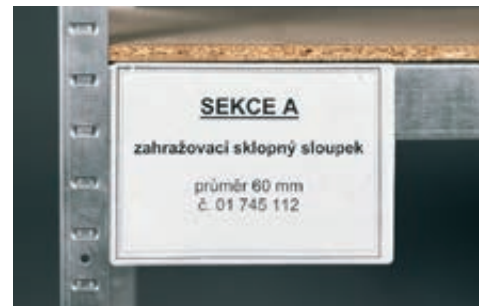 SEKCE A
zahražovací sklopný sloupek
průměr 60 mm
č. 01 745 112